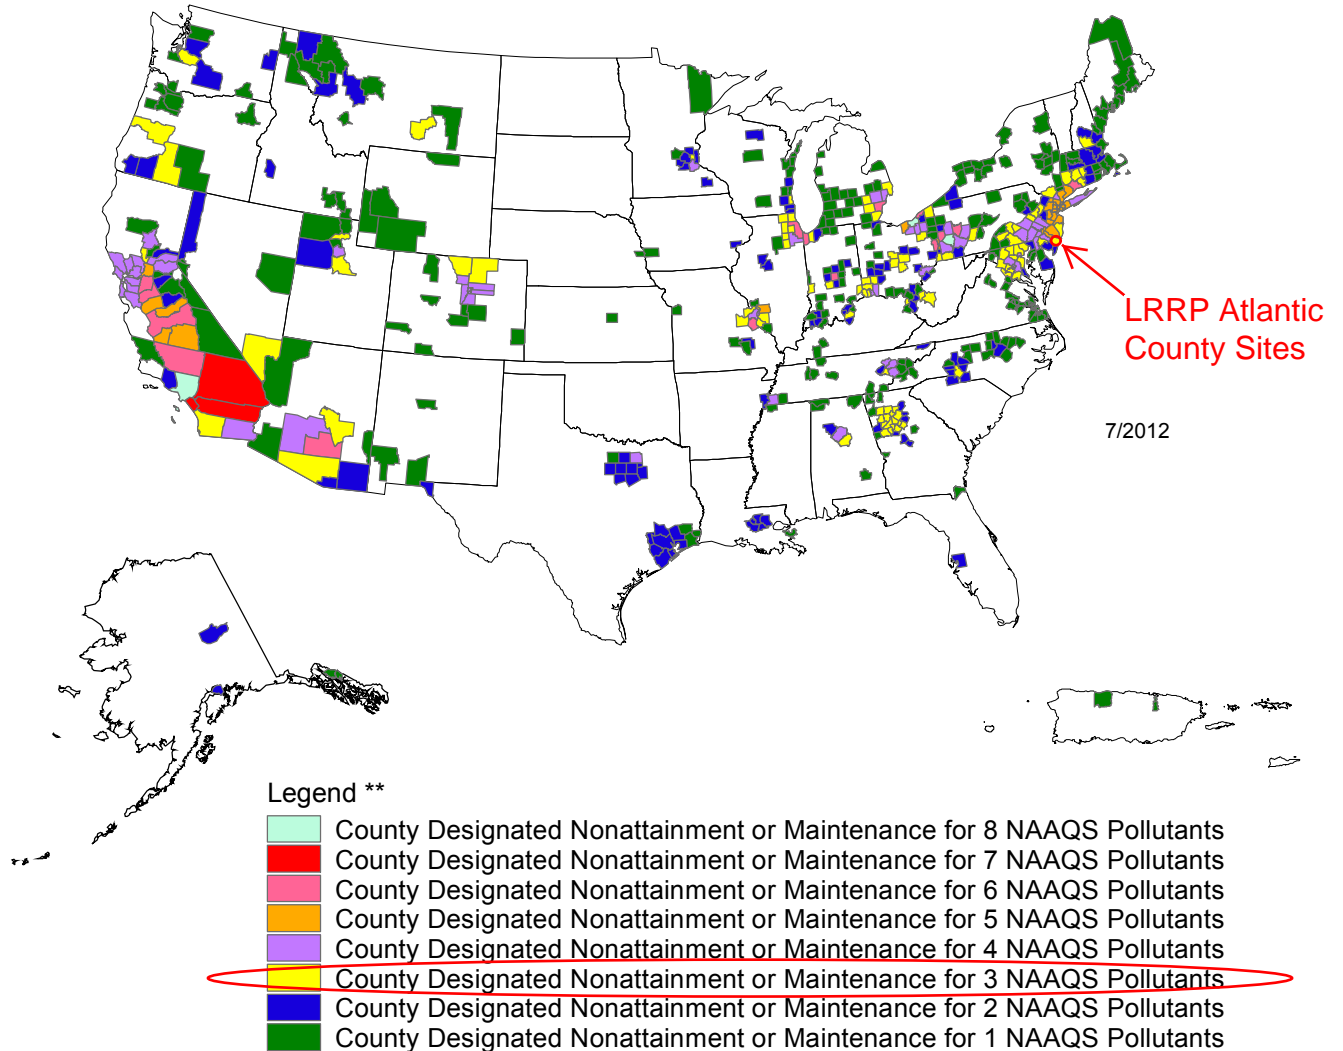 LRRP Atlantic
County Sites
7/2012
Legend **
County Designated Nonattainment or Maintenance for 8 NAAQS Pollutants
County Designated Nonattainment or Maintenance for 7 NAAQS Pollutants
County Designated Nonattainment or Maintenance for 6 NAAQS Pollutants
County Designated Nonattainment or Maintenance for 5 NAAQS Pollutants
County Designated Nonattainment or Maintenance for 4 NAAQS Pollutants
County Designated Nonattainment or Maintenance for 3 NAAQS Pollutants
County Designated Nonattainment or Maintenance for 2 NAAQS Pollutants
County Designated Nonattainment or Maintenance for 1 NAAQS Pollutants